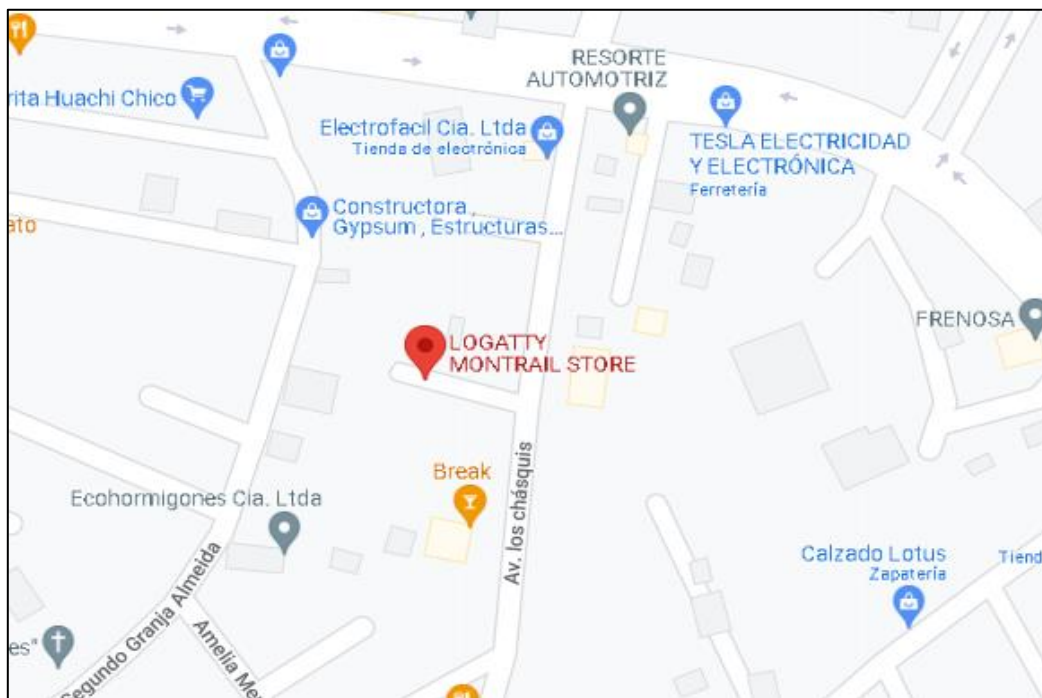 RESORTE
AUTOMOTRIZ
rita Huachi Chico
Electrofacil Cia. Ltda
Tienda de electrónica
TESLA ELECTRICIDAD
Y ELECTRÓNICA
Ferretería
Constructora ,
Gypsum , Estructuras...
ato
FRENOSA
LOGATTY
MONTRAIL STORE
Break
Av. los chásquis
Ecohormigones Cia. Ltda
Calzado Lotus
Zapatería
Tiend
Segundo Granja Almeida
Amelia Me
es"